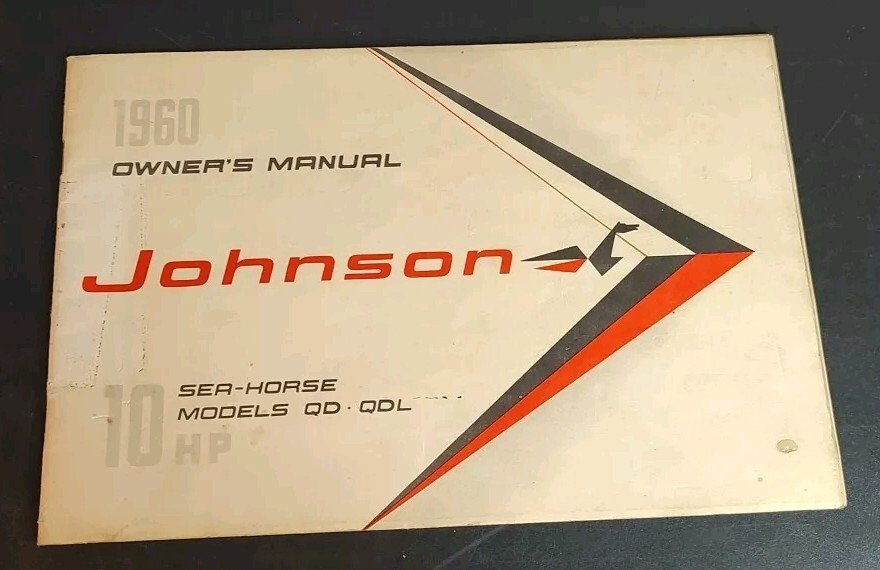 1960
OWNER'S MANUAL
Johnson
10 HP
SEA-HORSE
MODELS QD · QDL